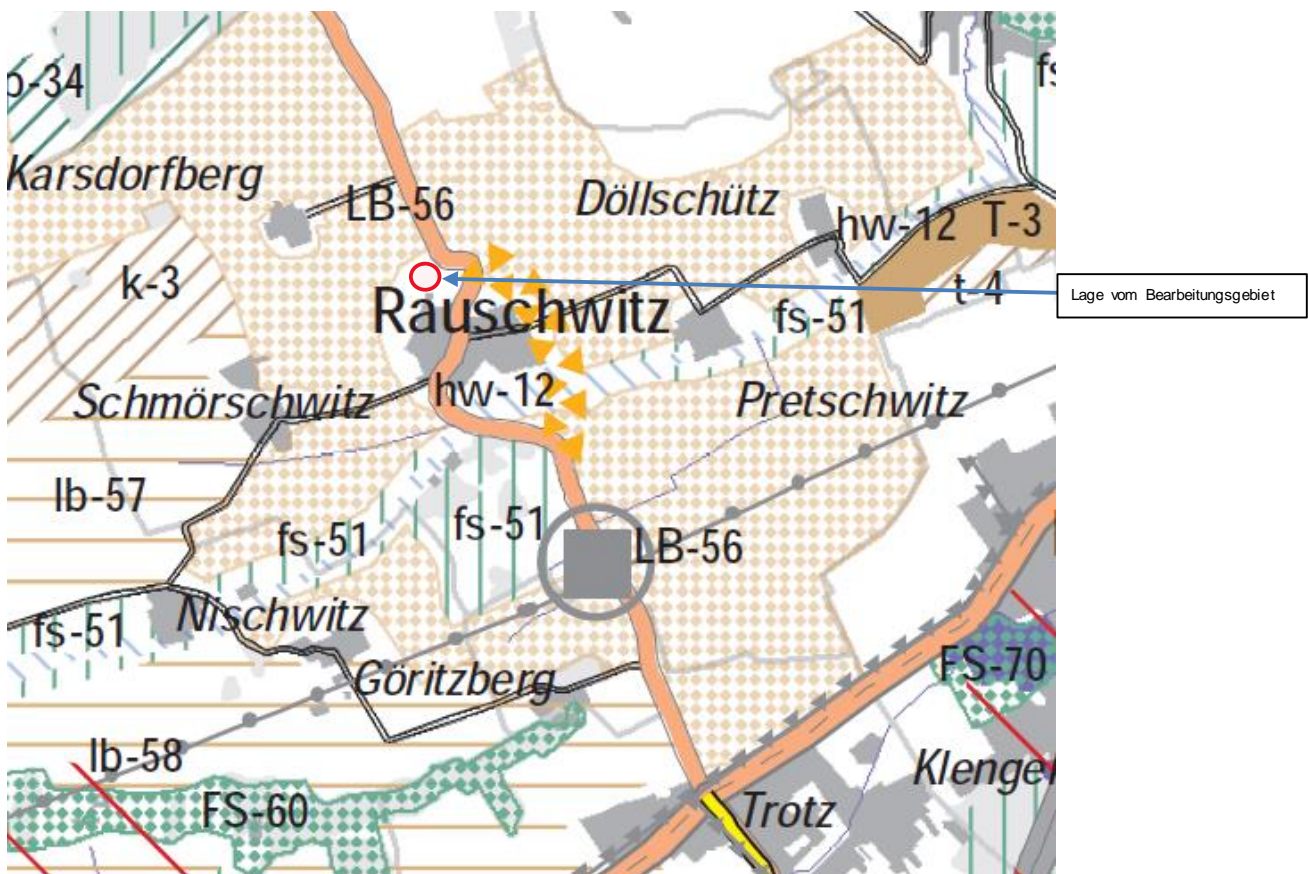 p-34
fs
Karsdorfberg
LB-56
Döllschütz
hw-12
T-3
k-3
t-4
Lage vom Bearbeitungsgebiet
Rauschwitz
fs-51
Schmörschwitz
hw-12
Pretschwitz
lb-57
fs-51
fs-51
LB-56
Nischwitz
fs-51
Göritzberg
FS-70
lb-58
Klenge
FS-60
Trotz